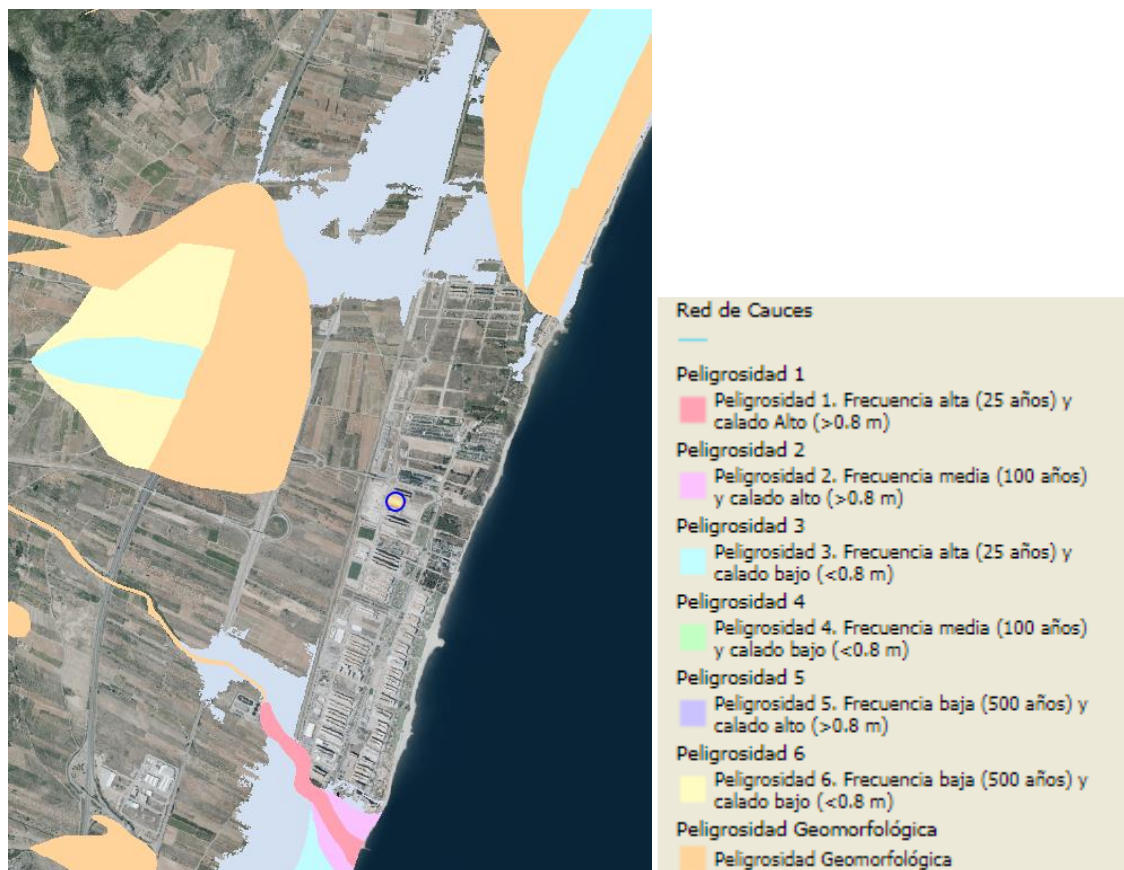 Red de Cauces
Peligrosidad 1
Peligrosidad 1. Frecuencia alta (25 años) y
calado Alto (>0.8 m)
Peligrosidad 2
Peligrosidad 2. Frecuencia media (100 años)
y calado alto (>0.8 m)
Peligrosidad 3
Peligrosidad 3. Frecuencia alta (25 años) y
calado bajo (<0.8 m)
Peligrosidad 4
Peligrosidad 4. Frecuencia media (100 años)
y calado bajo (<0.8 m)
Peligrosidad 5
Peligrosidad 5. Frecuencia baja (500 años) y
calado alto (>0.8 m)
Peligrosidad 6
Peligrosidad 6. Frecuencia baja (500 años) y
calado bajo (<0.8 m)
Peligrosidad Geomorfológica
Peligrosidad Geomorfológica